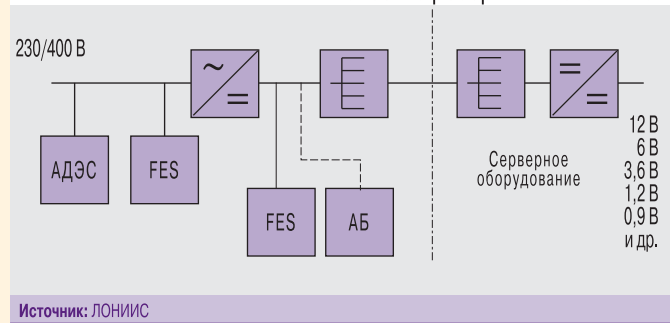 230/400 В
АДЭС
FES
FES
АБ
Серверное
оборудование
12 В
6 В
3,6 В
1,2 В
0,9 В
и др.
Источник: ЛОНИИС